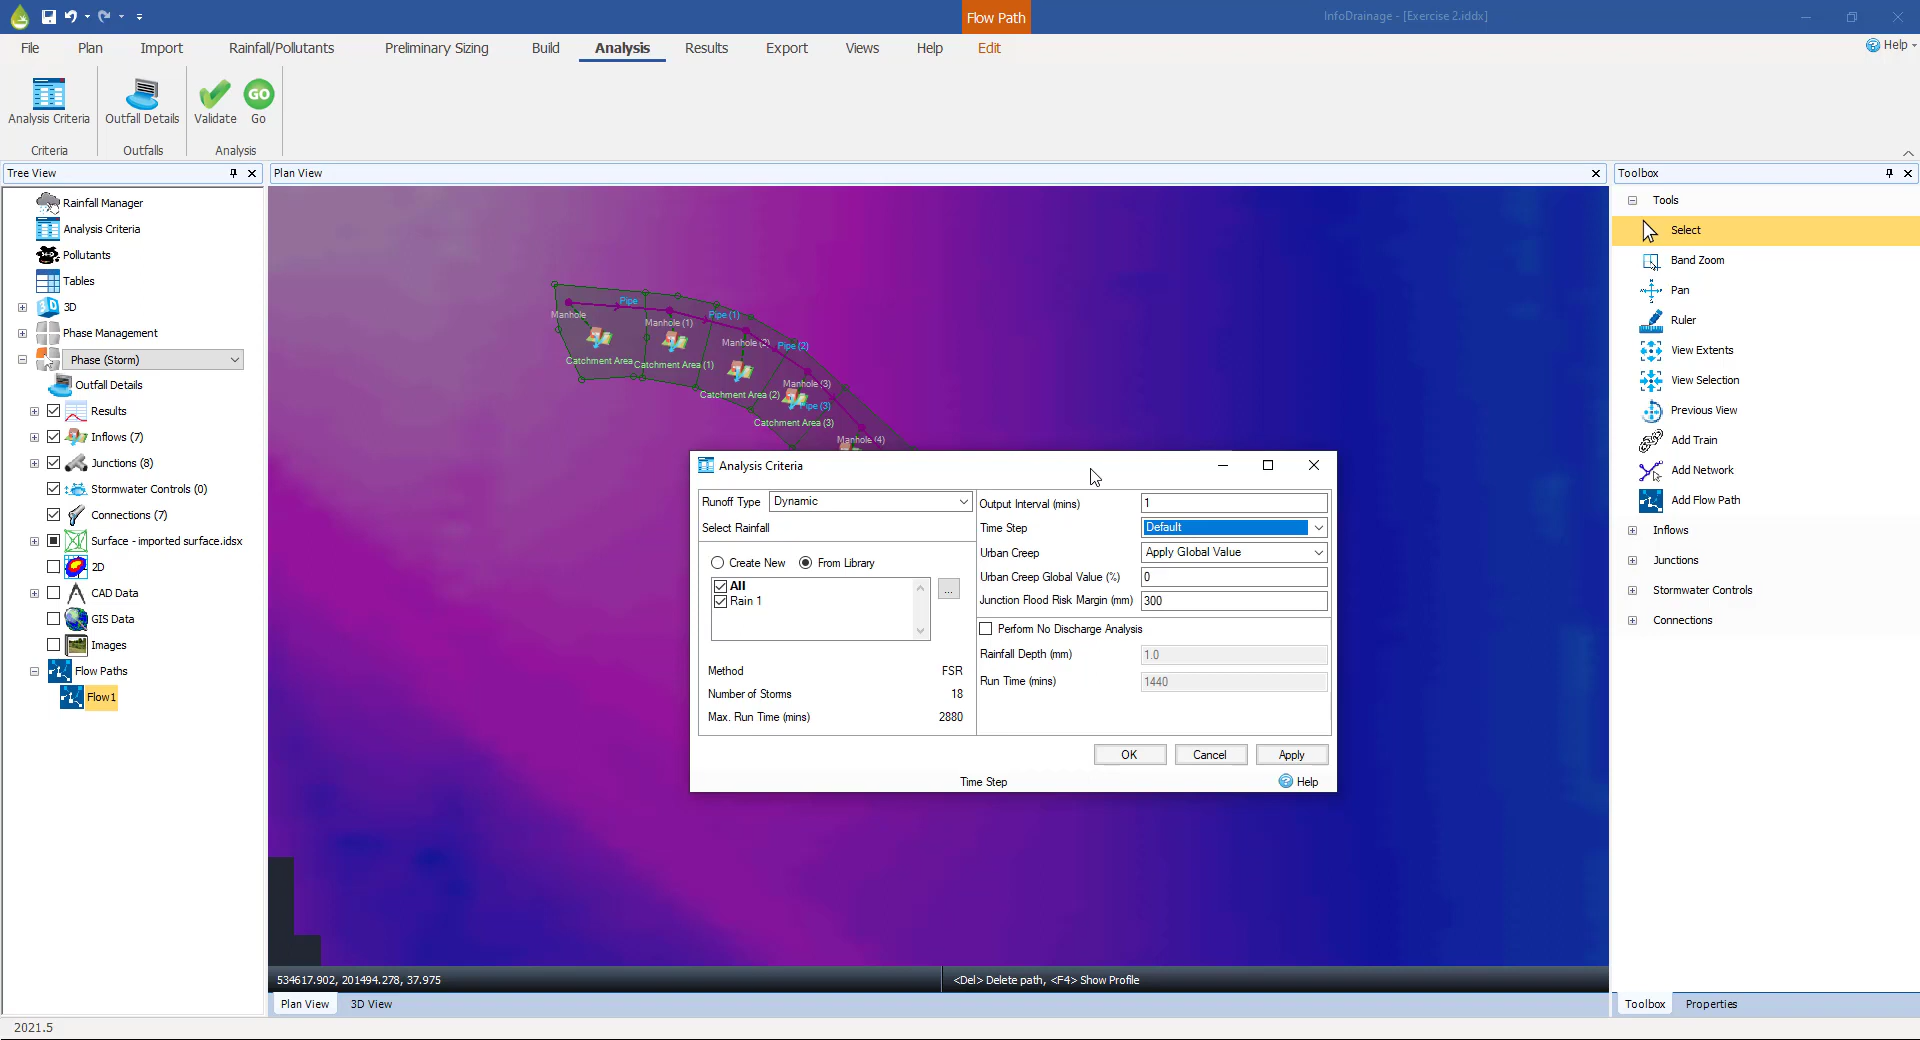 Flow Path
InfoDrainage - [Exercise 2.iddx]
File
Plan
Import
Rainfall/Pollutants
Preliminary Sizing
Build
Analysis
Results
Export
Views
Help
Edit
Help
Analysis Criteria
Outfall Details
Validate
Go
Criteria
Outfalls
Analysis
Tree View
Rainfall Manager
Analysis Criteria
Pollutants
Tables
3D
Phase Management
Phase (Storm)
Outfall Details
Results
Inflows (7)
Junctions (8)
Stormwater Controls (0)
Connections (7)
Surface - imported surface.idsx
2D
CAD Data
GIS Data
Images
Flow Paths
Flow1
Plan View
Pipe
Manhole
Manhole (1)
Pipe (1)
Manhole (2)
Pipe (2)
Catchment Area
Catchment Area (1)
Manhole (3)
Catchment Area (2)
Pipe (3)
Catchment Area (3)
Manhole (4)
Analysis Criteria
Runoff Type
Dynamic
Select Rainfall
Create New
From Library
All
Rain 1
...
Method FSR
Number of Storms 18
Max. Run Time (mins) 2880
Output Interval (mins) 1
Time Step Default
Urban Creep Apply Global Value
Urban Creep Global Value (%) 0
Junction Flood Risk Margin (mm) 300
Perform No Discharge Analysis
Rainfall Depth (mm) 1.0
Run Time (mins) 1440
OK
Cancel
Apply
Time Step
Help
534617.902, 201494.278, 37.975
<Del> Delete path, <F4> Show Profile
Plan View
3D View
Toolbox
Tools
Select
Band Zoom
Pan
Ruler
View Extents
View Selection
Previous View
Add Train
Add Network
Add Flow Path
Inflows
Junctions
Stormwater Controls
Connections
Toolbox
Properties
2021.5